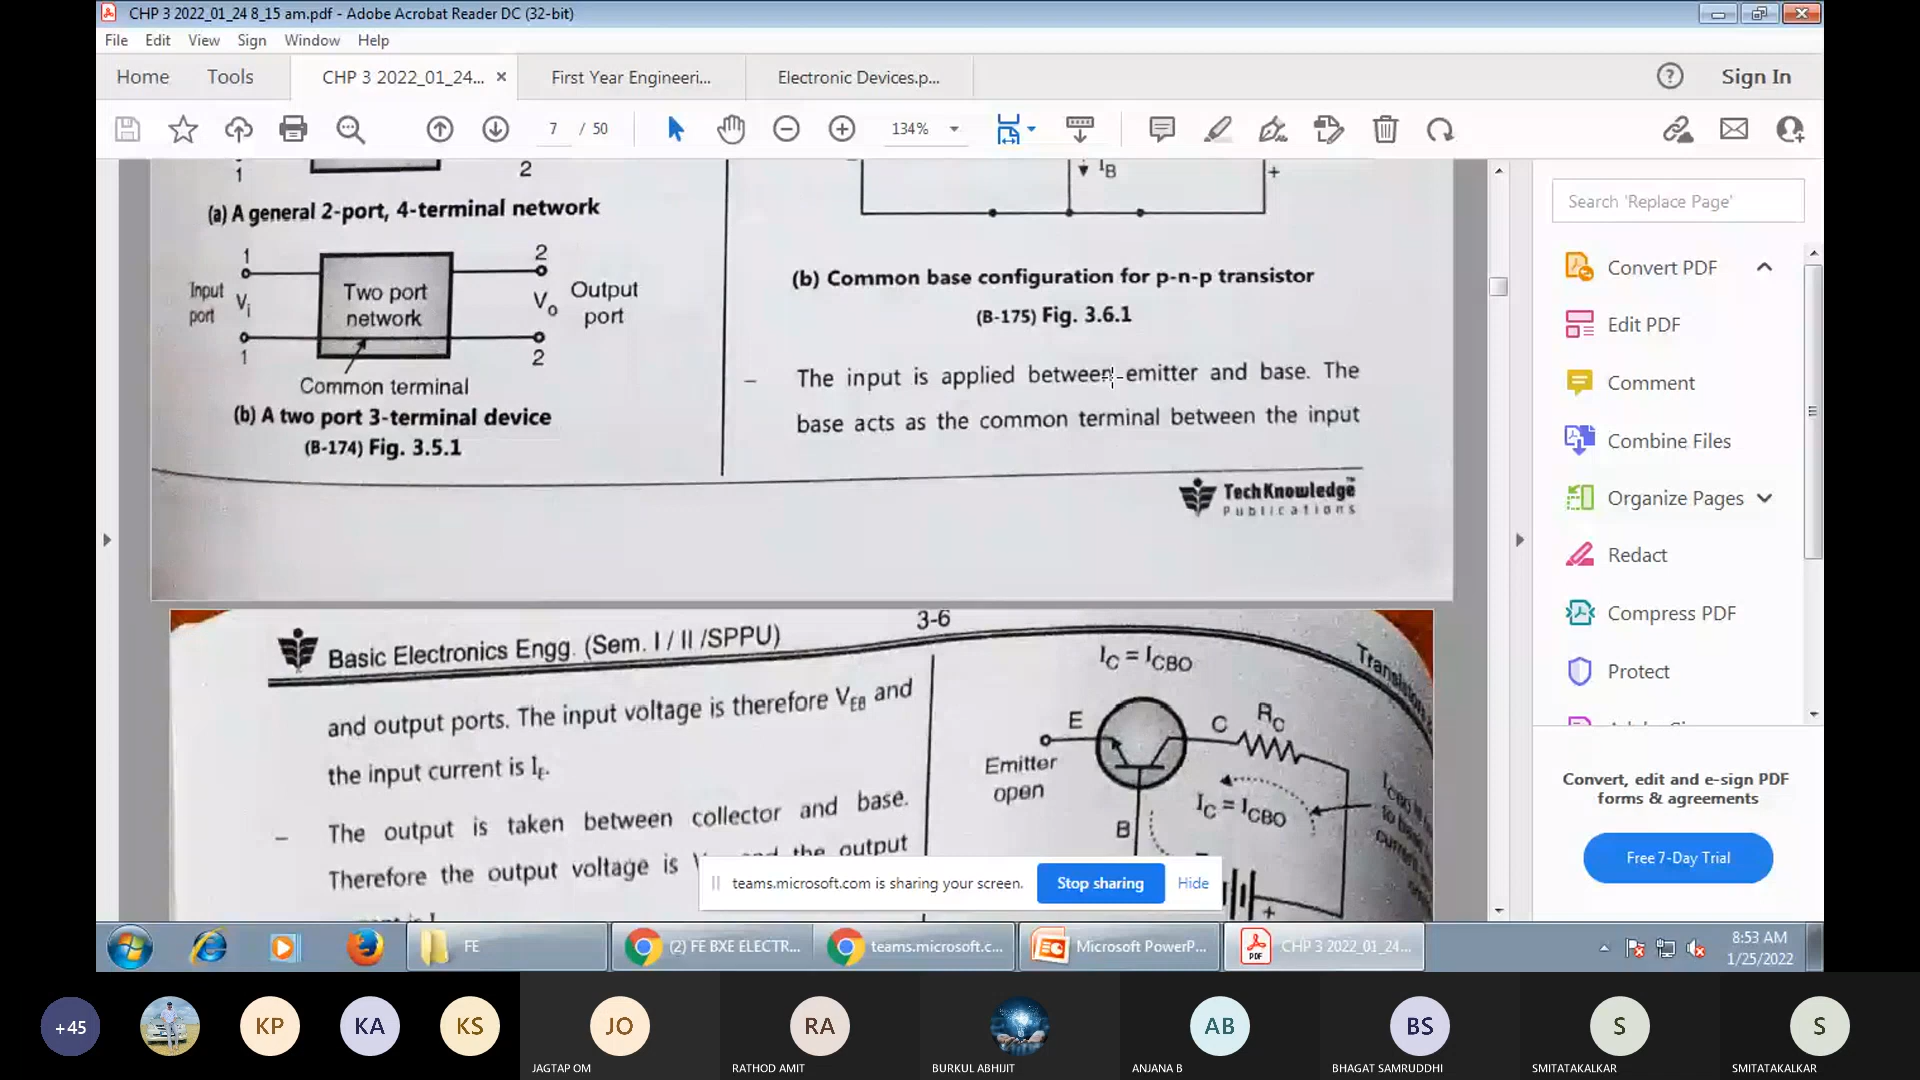 CHP 3 2022_01_24 8_15 am.pdf - Adobe Acrobat Reader DC (32-bit)
File Edit View Sign Window Help
Home Tools CHP 3 2022_01_24... × First Year Engineeri... Electronic Devices.p... Sign In
7 / 50 134%
1 2
(a) A general 2-port, 4-terminal network
1 2
Input port Vi Two port network Vo Output port
1 2
Common terminal
(b) A two port 3-terminal device
(B-174) Fig. 3.5.1
IB +
(b) Common base configuration for p-n-p transistor
(B-175) Fig. 3.6.1
– The input is applied between emitter and base. The
base acts as the common terminal between the input
TechKnowledge™
Publications
Basic Electronics Engg. (Sem. I / II /SPPU) 3-6
and output ports. The input voltage is therefore VEB and
the input current is IE.
– The output is taken between collector and base.
Therefore the output voltage is and the output
IC = ICBO
E C RC
Emitter open
IC = ICBO
B
+
Search 'Replace Page'
Convert PDF
Edit PDF
Comment
Combine Files
Organize Pages
Redact
Compress PDF
Protect
Convert, edit and e-sign PDF
forms & agreements
Free 7-Day Trial
teams.microsoft.com is sharing your screen. Stop sharing Hide
FE (2) FE BXE ELECTR... teams.microsoft.c... Microsoft PowerP... CHP 3 2022_01_24...
8:53 AM
1/25/2022
+45 KP KA KS JO RA AB BS S S
JAGTAP OM RATHOD AMIT BURKUL ABHIJIT ANJANA B BHAGAT SAMRUDDHI SMITATAKALKAR SMITATAKALKAR